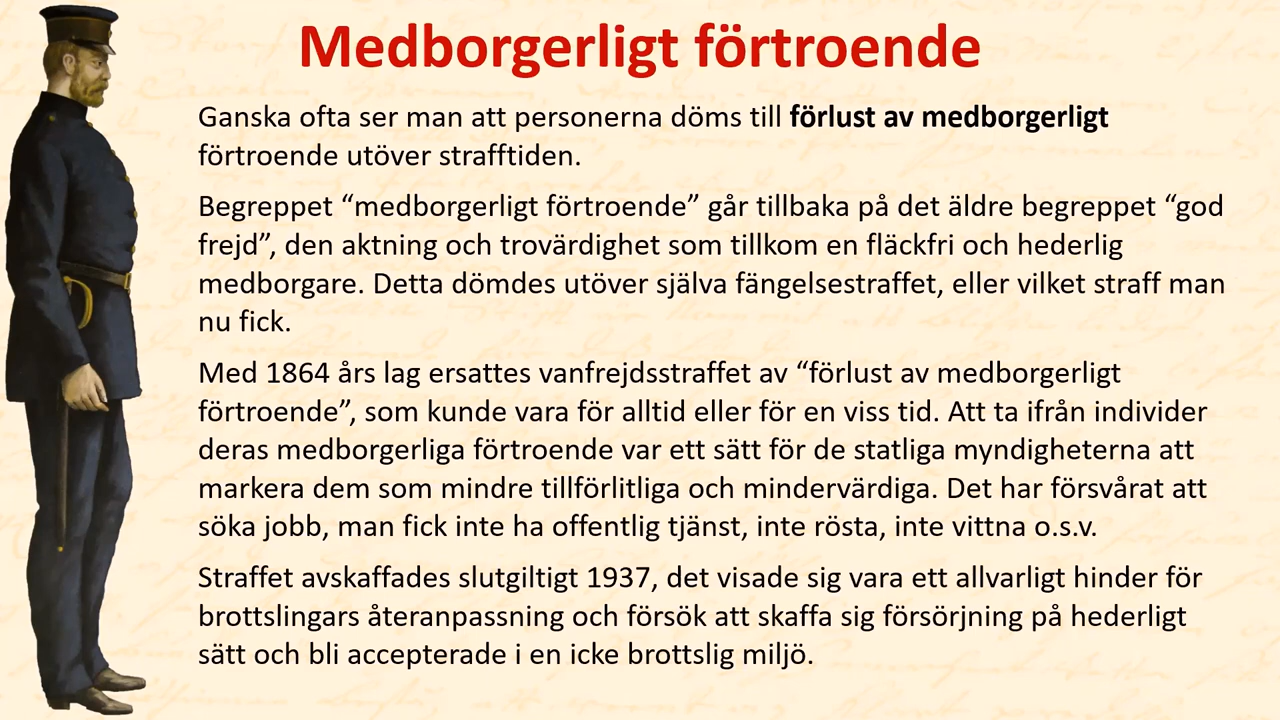 Medborgerligt förtroende
Ganska ofta ser man att personerna döms till förlust av medborgerligt
förtroende utöver strafftiden.
Begreppet “medborgerligt förtroende” går tillbaka på det äldre begreppet “god
frejd”, den aktning och trovärdighet som tillkom en fläckfri och hederlig
medborgare. Detta dömdes utöver själva fängelsestraffet, eller vilket straff man
nu fick.
Med 1864 års lag ersattes vanfrejdsstraffet av “förlust av medborgerligt
förtroende”, som kunde vara för alltid eller för en viss tid. Att ta ifrån individer
deras medborgerliga förtroende var ett sätt för de statliga myndigheterna att
markera dem som mindre tillförlitliga och mindervärdiga. Det har försvårat att
söka jobb, man fick inte ha offentlig tjänst, inte rösta, inte vittna o.s.v.
Straffet avskaffades slutgiltigt 1937, det visade sig vara ett allvarligt hinder för
brottslingars återanpassning och försök att skaffa sig försörjning på hederligt
sätt och bli accepterade i en icke brottslig miljö.